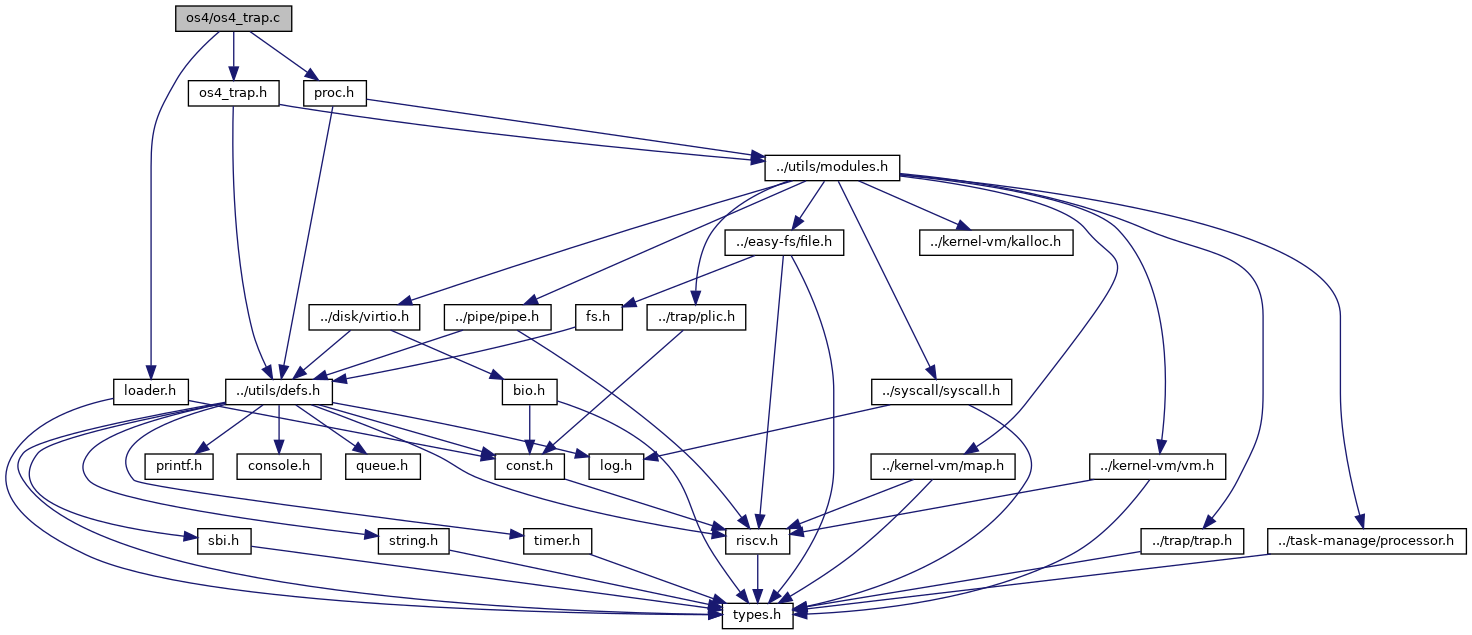 os4/os4_trap.c
os4_trap.h
proc.h
../utils/modules.h
../easy-fs/file.h
../kernel-vm/kalloc.h
../disk/virtio.h
../pipe/pipe.h
fs.h
../trap/plic.h
loader.h
../utils/defs.h
bio.h
../syscall/syscall.h
printf.h
console.h
queue.h
const.h
log.h
../kernel-vm/map.h
../kernel-vm/vm.h
sbi.h
string.h
timer.h
riscv.h
../trap/trap.h
../task-manage/processor.h
types.h